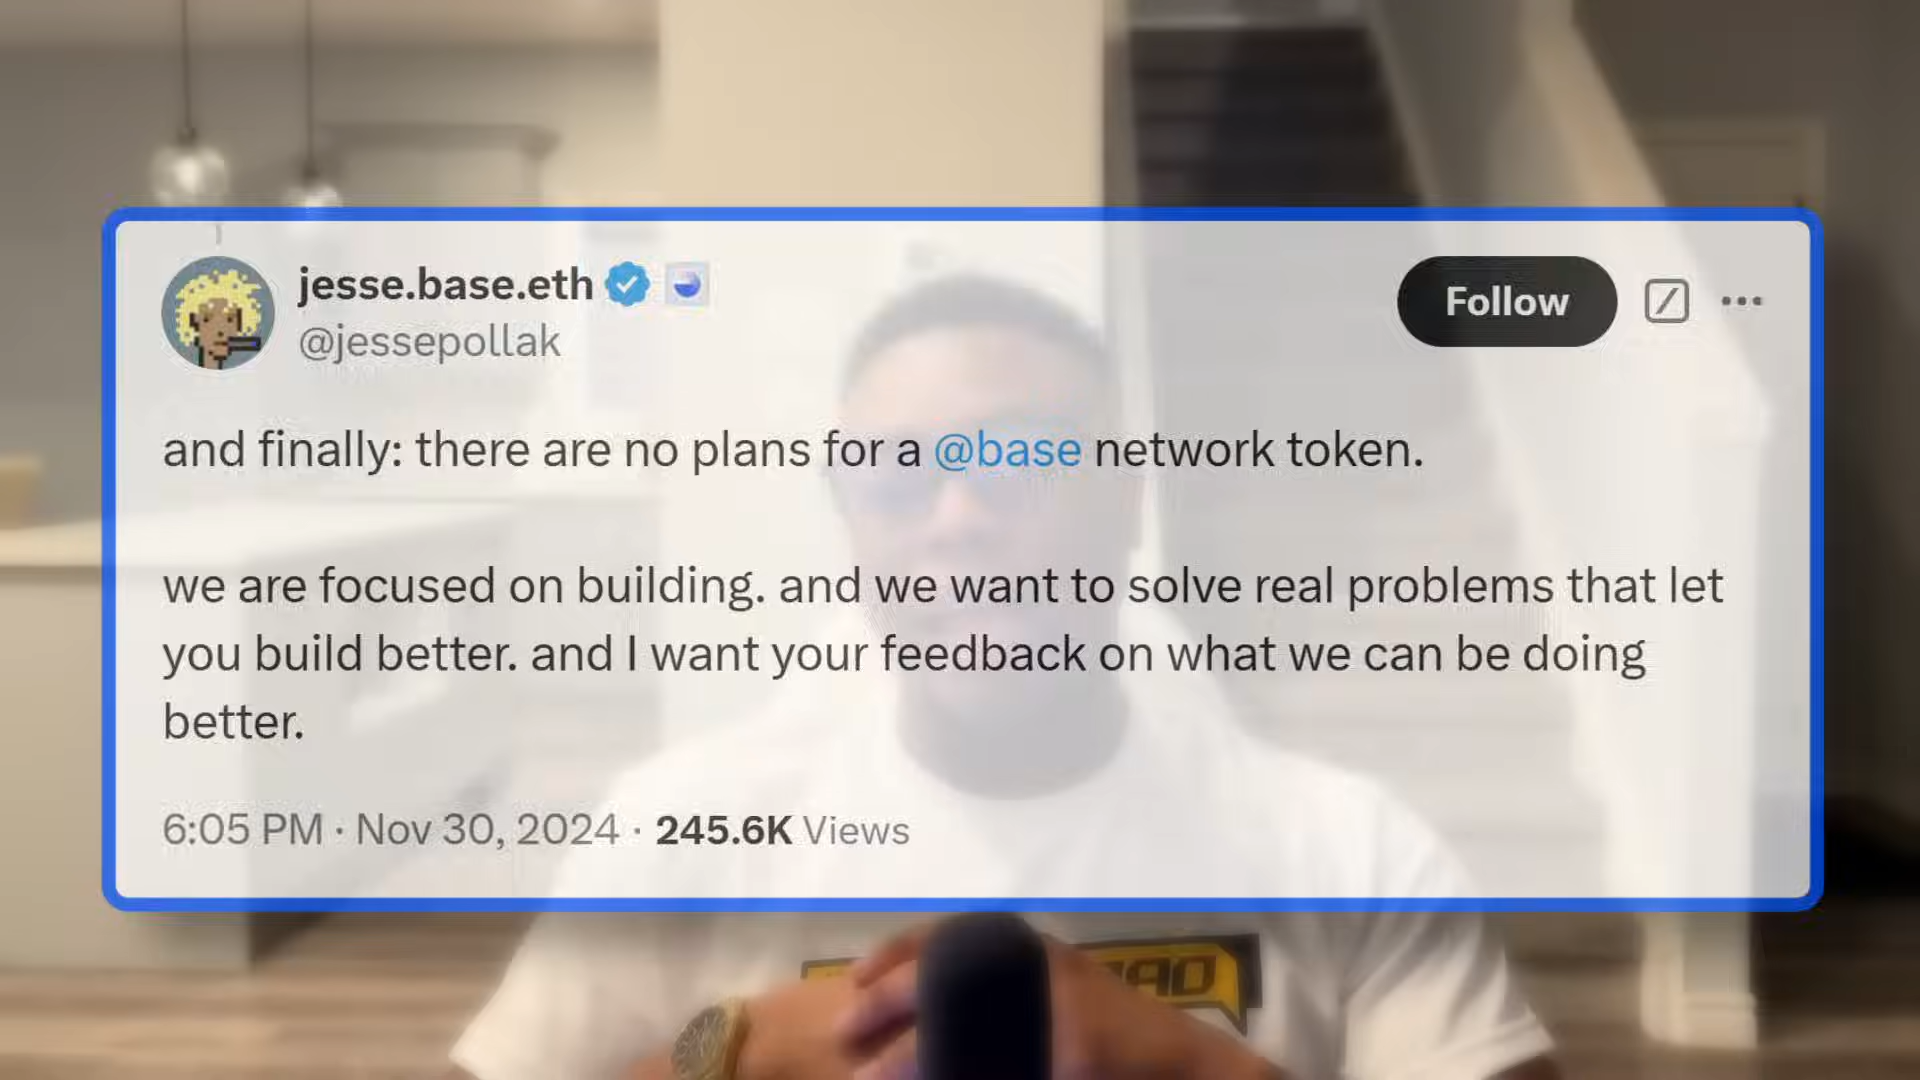 jesse.base.eth
@jessepollak
Follow
and finally: there are no plans for a @base network token.
we are focused on building. and we want to solve real problems that let
you build better. and I want your feedback on what we can be doing
better.
6:05 PM · Nov 30, 2024 · 245.6K Views